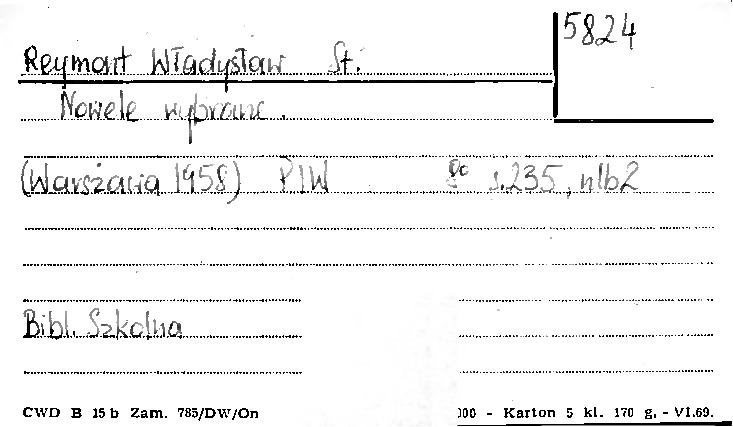 5824
Reymont Władysław St.
Nowele wybrane.
(Warszawa 1958) PIW 8° s.235, nlb2
Bibl. Szkolna
CWD B 15 b Zam. 785/DW/On 000 - Karton 5 kl. 170 g. - VI.69.